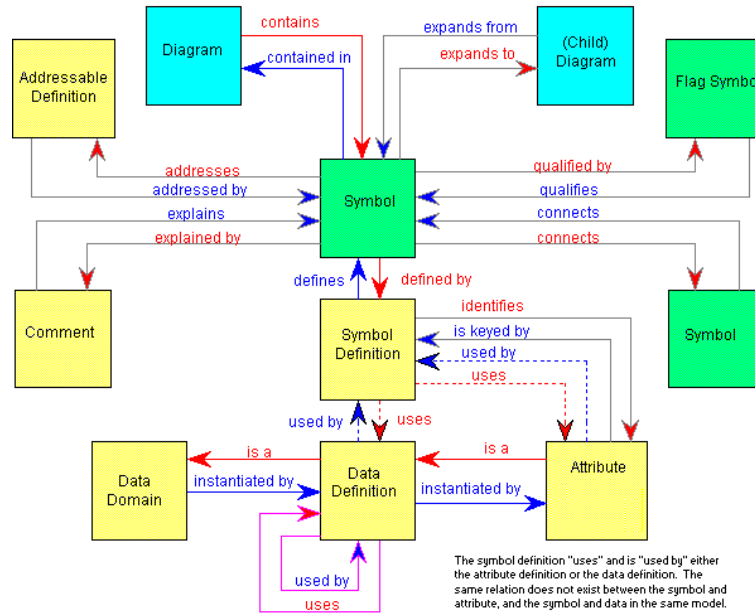 contains
Diagram
contained in
expands from
expands to
(Child)
Diagram
Addressable
Definition
Flag Symbol
addresses
addressed by
explains
explained by
Symbol
qualified by
qualifies
connects
connects
defines
defined by
Comment
Symbol
Definition
identifies
is keyed by
used by
uses
Symbol
used by
uses
is a
instantiated by
Data
Domain
Data
Definition
is a
instantiated by
Attribute
used by
uses
The symbol definition "uses" and is "used by" either
the attribute definition or the data definition. The
same relation does not exist between the symbol and
attribute, and the symbol and data in the same model.